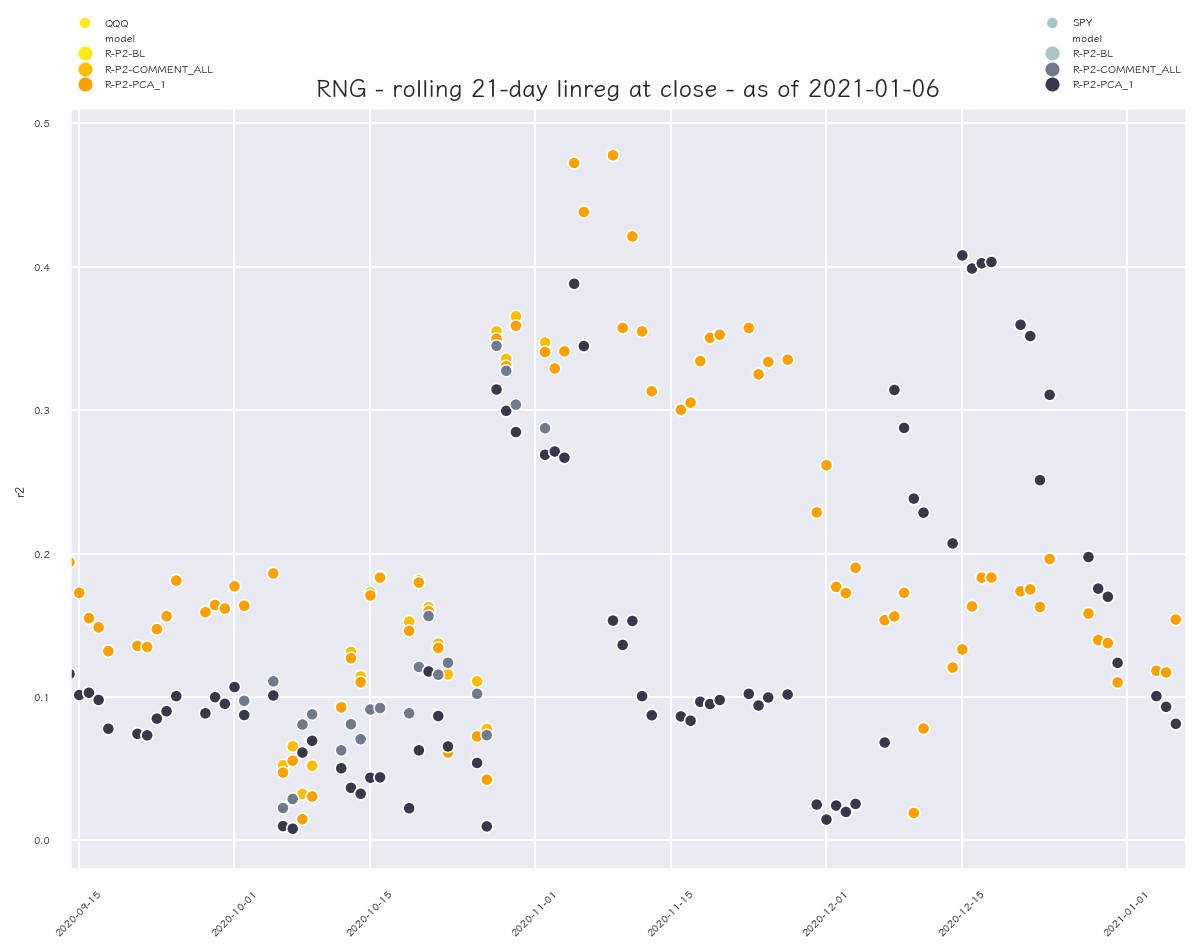 QQQ
model
R-P2-BL
R-P2-COMMENT_ALL
R-P2-PCA_1
SPY
model
R-P2-BL
R-P2-COMMENT_ALL
R-P2-PCA_1
RNG - rolling 21-day linreg at close - as of 2021-01-06
0.5
0.4
0.3
0.2
0.1
0.0
r2
2020-09-15
2020-10-01
2020-10-15
2020-11-01
2020-11-15
2020-12-01
2020-12-15
2021-01-01